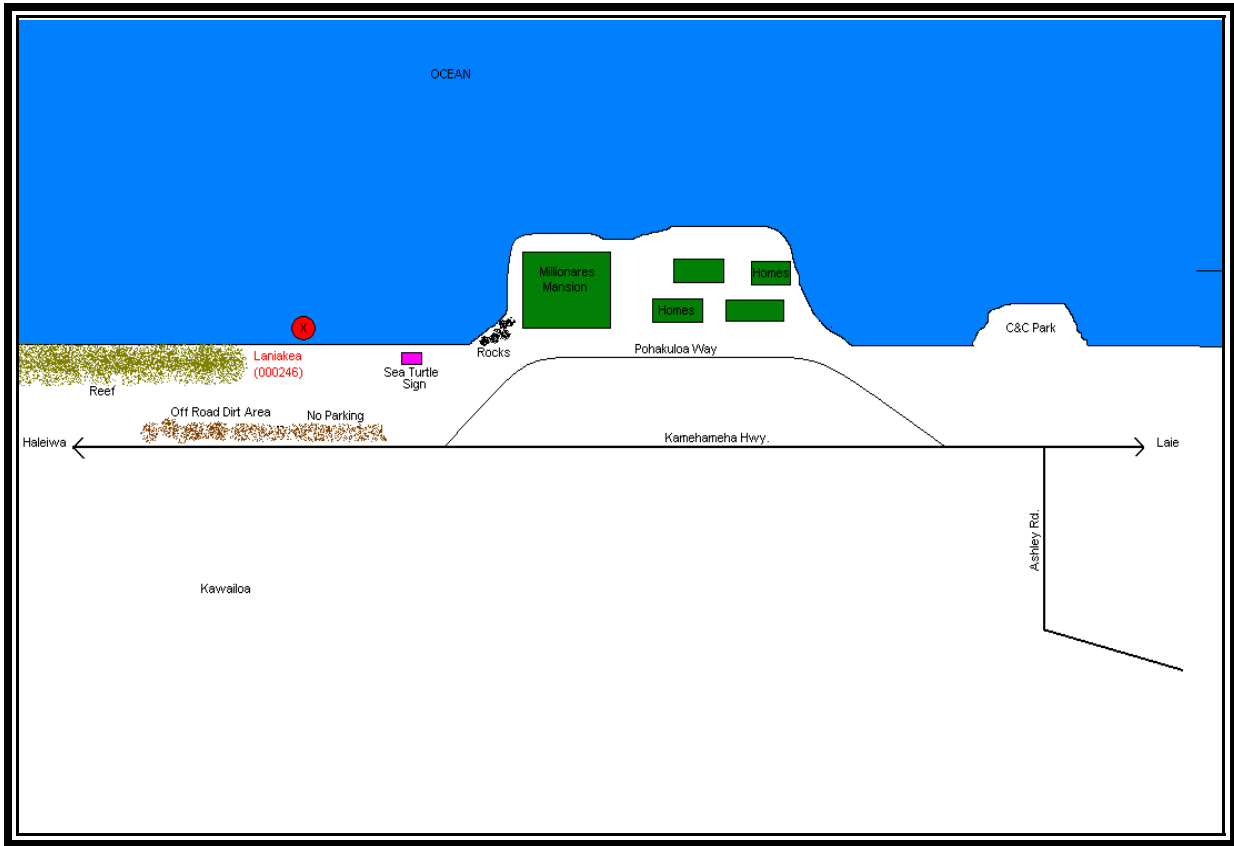 OCEAN
Millionares
Mansion
Homes
Homes
C&C Park
X
Laniakea
(000246)
Rocks
Pohakuloa Way
Sea Turtle
Sign
Reef
Off Road Dirt Area
No Parking
Haleiwa
Kamehameha Hwy.
Laie
Ashley Rd.
Kawailoa